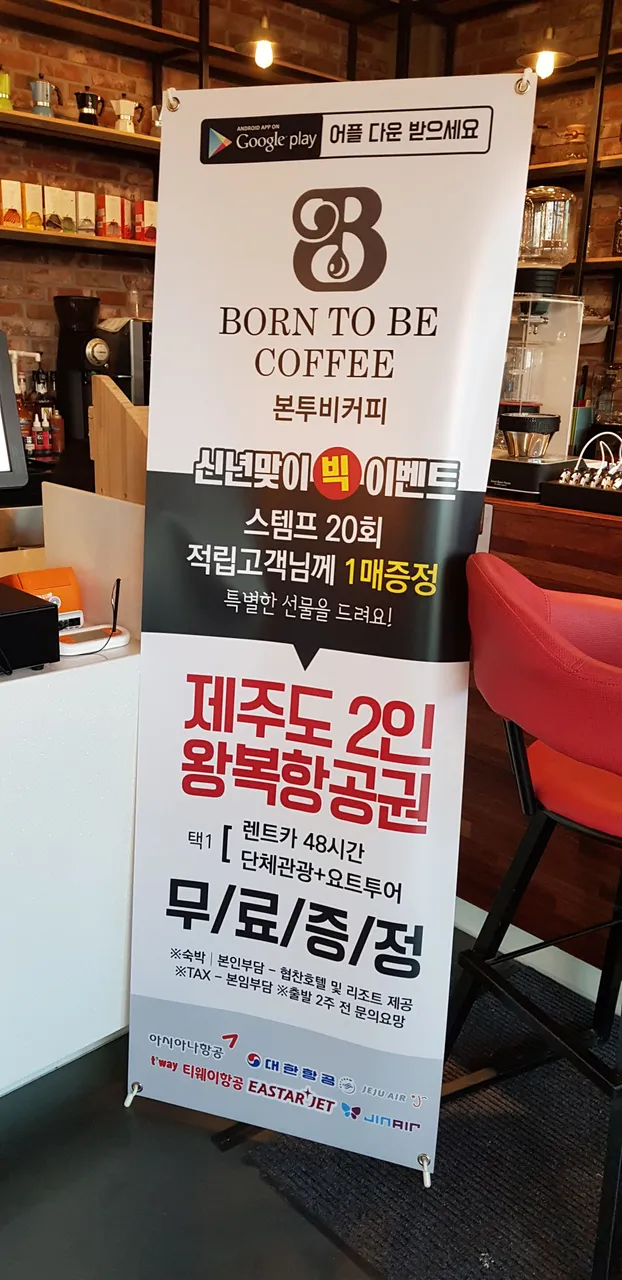 ANDROID APP ON
Google play
어플 다운 받으세요
BORN TO BE
COFFEE
본투비커피
신년맞이 빅 이벤트
스템프 20회
적립고객님께 1매증정
특별한 선물을 드려요!
제주도 2인
왕복항공권
택1 [ 렌트카 48시간
단체관광+요트투어
무/료/증/정
※숙박 | 본인부담 - 협찬호텔 및 리조트 제공
※TAX - 본임부담 ※출발 2주 전 문의요망
아시아나항공 대한항공 JEJU AIR
t'way 티웨이항공 EASTAR JET JINAIR